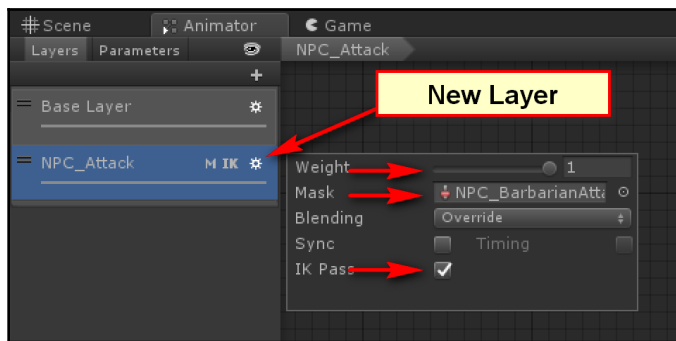 Scene Animator Game
Layers Parameters NPC_Attack
+
New Layer
Base Layer
NPC_Attack M IK
Weight 1
Mask NPC_BarbarianAtta
Blending Override
Sync Timing
IK Pass